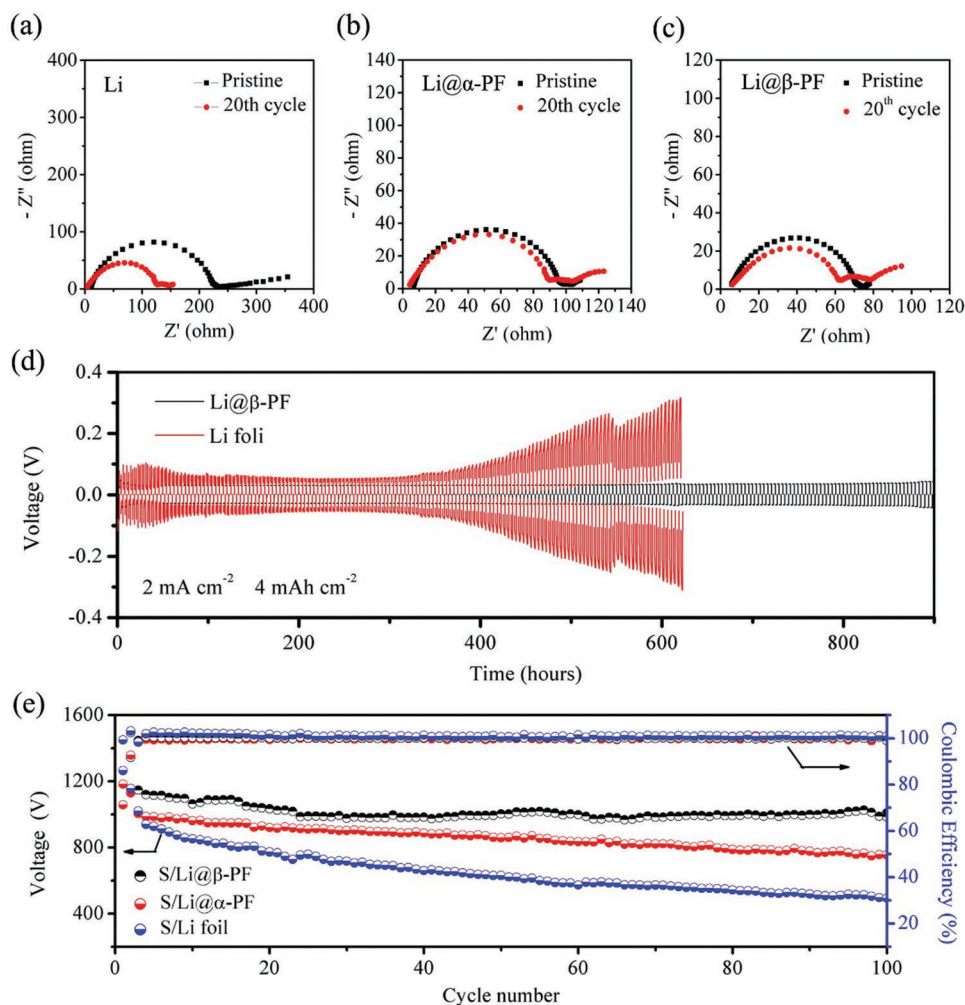 (a)
400
300
200
100
0
- Z" (ohm)
Li
Pristine
20th cycle
0 100 200 300 400
Z' (ohm)
(b)
140
120
100
80
60
40
20
0
- Z" (ohm)
Li@α-PF
Pristine
20th cycle
0 20 40 60 80 100 120 140
Z' (ohm)
(c)
120
100
80
60
40
20
0
- Z" (ohm)
Li@β-PF
Pristine
20th cycle
0 20 40 60 80 100 120
Z' (ohm)
(d)
0.4
0.2
0.0
-0.2
-0.4
Voltage (V)
Li@β-PF
Li foli
2 mA cm-2 4 mAh cm-2
0 200 400 600 800
Time (hours)
(e)
1600
1200
800
400
Voltage (V)
S/Li@β-PF
S/Li@α-PF
S/Li foil
100
80
60
40
20
Coulombic Efficiency (%)
0 20 40 60 80 100
Cycle number